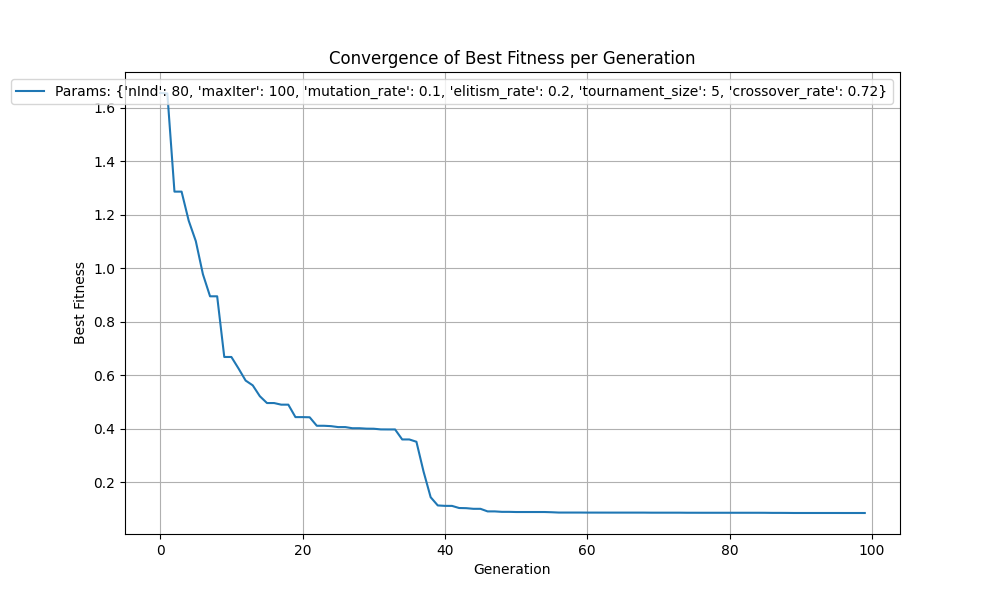 Convergence of Best Fitness per Generation
Params: {'nInd': 80, 'maxIter': 100, 'mutation_rate': 0.1, 'elitism_rate': 0.2, 'tournament_size': 5, 'crossover_rate': 0.72}
1.6
1.4
1.2
1.0
0.8
0.6
0.4
0.2
Best Fitness
0 20 40 60 80 100
Generation